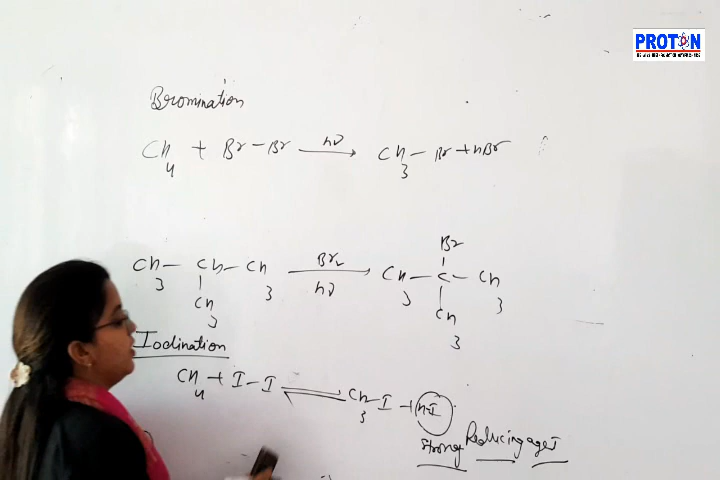 PROTON
Bromination
CH4 + Br-Br hν→ CH3-Br + HBr
CH3-CH-CH3 Br2 hν→ CH3-C-CH3
CH3
Br
CH3
Iodination
CH4 + I-I ⇌ CH3 I + HI
Strong Reducing aget